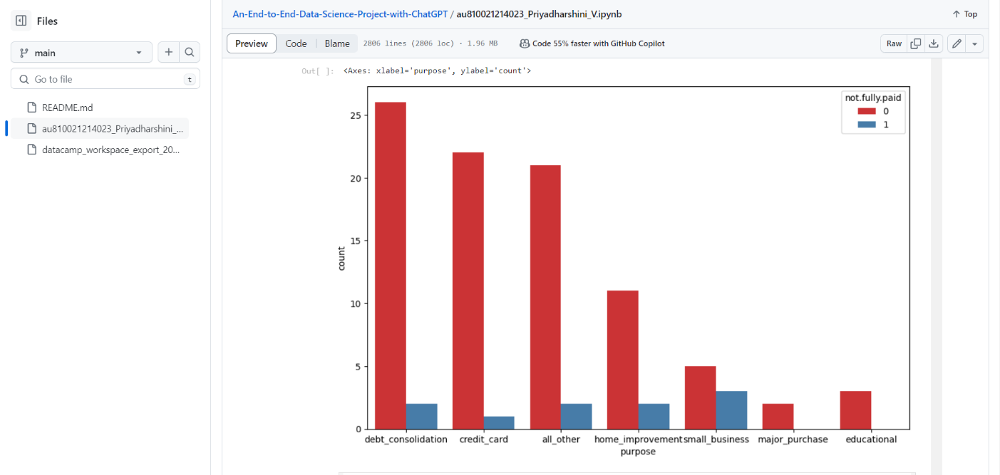 Files
main
Go to file
t
README.md
au810021214023_Priyadharshini_...
datacamp_workspace_export_20...
An-End-to-End-Data-Science-Project-with-ChatGPT / au810021214023_Priyadharshini_V.ipynb
Top
Preview
Code
Blame
2806 lines (2806 loc) · 1.96 MB
Code 55% faster with GitHub Copilot
Raw
Out[ ]: <Axes: xlabel='purpose', ylabel='count'>
not.fully.paid
0
1
25
20
15
10
5
0
count
debt_consolidation credit_card all_other home_improvement small_business major_purchase educational
purpose